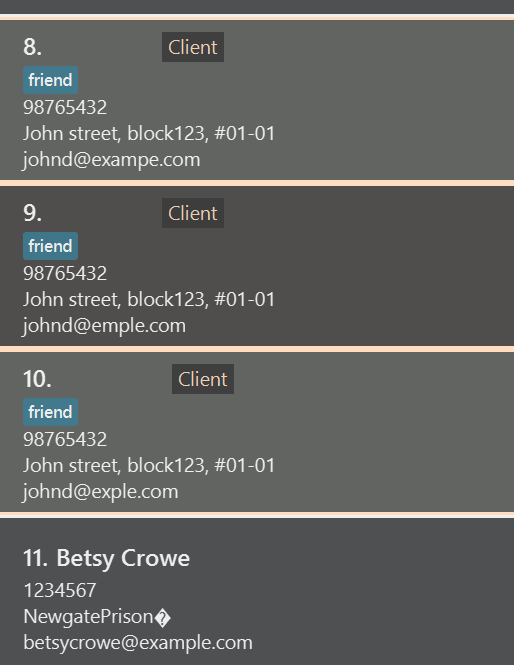 8. Client
friend
98765432
John street, block123, #01-01
johnd@exampe.com
9. Client
friend
98765432
John street, block123, #01-01
johnd@emple.com
10. Client
friend
98765432
John street, block123, #01-01
johnd@exple.com
11. Betsy Crowe
1234567
NewgatePrison�
betsycrowe@example.com